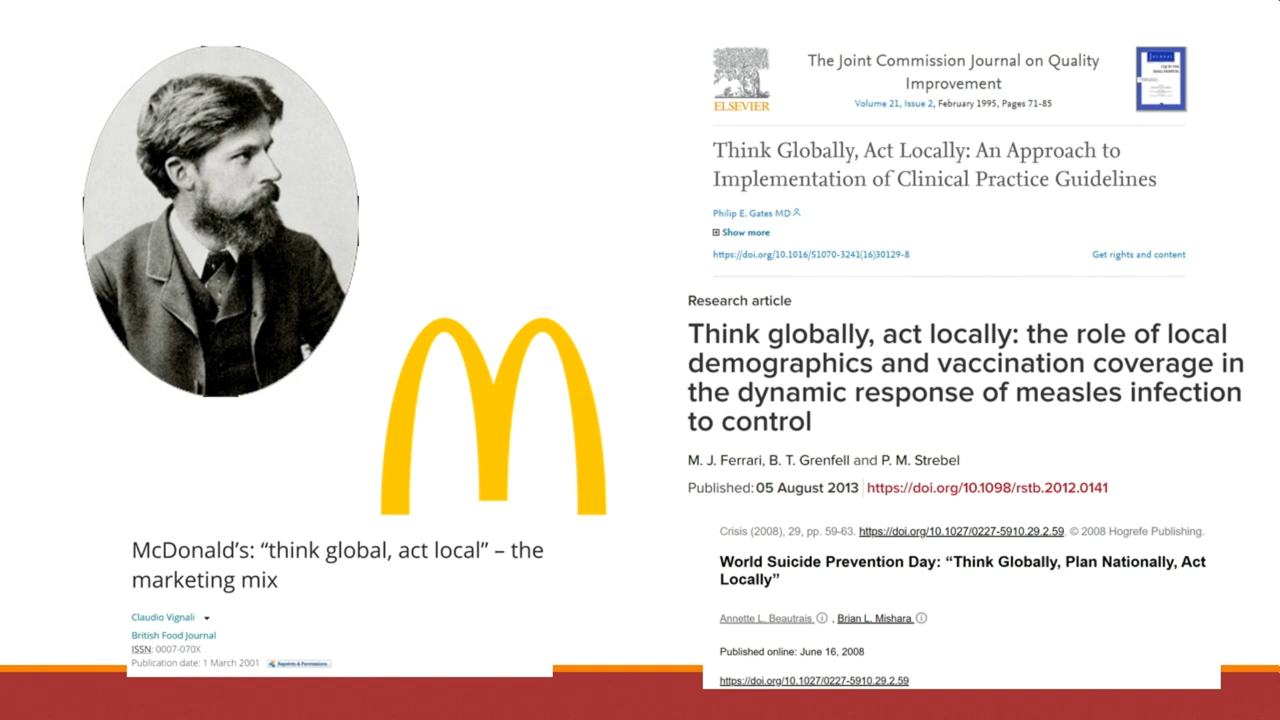 McDonald's: “think global, act local” – the
marketing mix
Claudio Vignali
British Food Journal
ISSN: 0007-070X
Publication date: 1 March 2001 Reprints & Permissions
ELSEVIER
The Joint Commission Journal on Quality
Improvement
Volume 21, Issue 2, February 1995, Pages 71-85
Think Globally, Act Locally: An Approach to
Implementation of Clinical Practice Guidelines
Philip E. Gates MD
Show more
https://doi.org/10.1016/S1070-3241(16)30129-8 Get rights and content
Research article
Think globally, act locally: the role of local
demographics and vaccination coverage in
the dynamic response of measles infection
to control
M. J. Ferrari, B. T. Grenfell and P. M. Strebel
Published: 05 August 2013 https://doi.org/10.1098/rstb.2012.0141
Crisis (2008), 29, pp. 59-63. https://doi.org/10.1027/0227-5910.29.2.59. © 2008 Hogrefe Publishing.
World Suicide Prevention Day: “Think Globally, Plan Nationally, Act
Locally”
Annette L. Beautrais , Brian L. Mishara
Published online: June 16, 2008
https://doi.org/10.1027/0227-5910.29.2.59